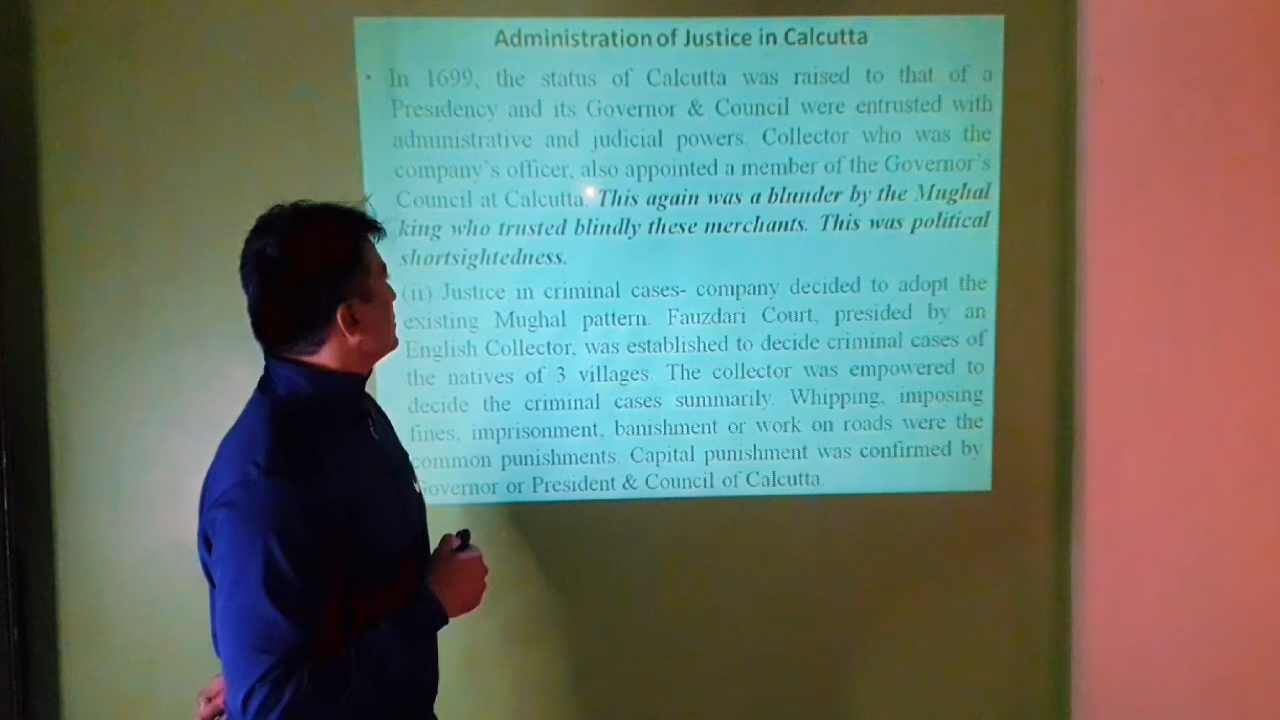 Administration of Justice in Calcutta
• In 1699, the status of Calcutta was raised to that of a
Presidency and its Governor & Council were entrusted with
administrative and judicial powers. Collector who was the
company's officer, also appointed a member of the Governor's
Council at Calcutta. This again was a blunder by the Mughal
king who trusted blindly these merchants. This was political
shortsightedness.
(ii) Justice in criminal cases- company decided to adopt the
existing Mughal pattern. Fauzdari Court, presided by an
English Collector, was established to decide criminal cases of
the natives of 3 villages. The collector was empowered to
decide the criminal cases summarily. Whipping, imposing
fines, imprisonment, banishment or work on roads were the
common punishments. Capital punishment was confirmed by
Governor or President & Council of Calcutta.